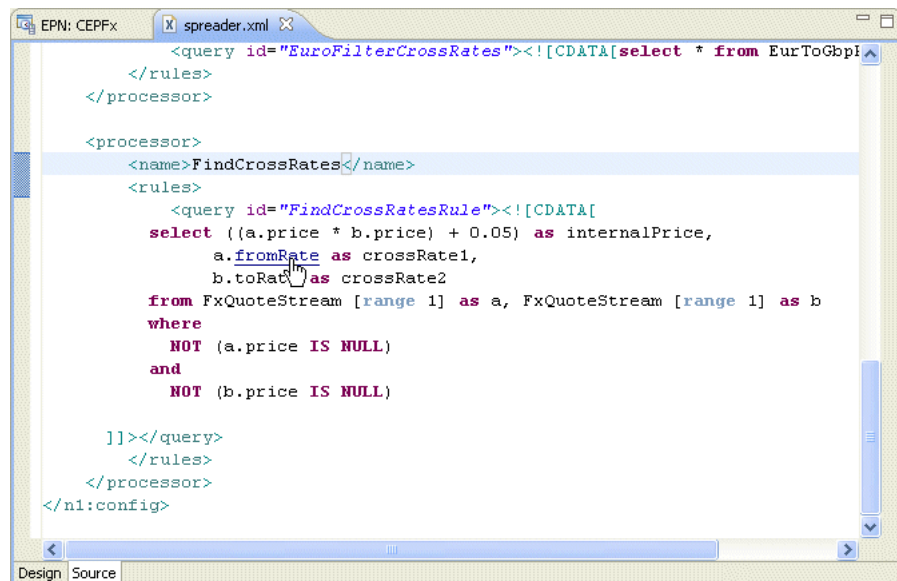 EPN: CEPFx
spreader.xml
<query id="EuroFilterCrossRates"><![CDATA[select * from
</rules>
</processor>
<processor>
<name>FindCrossRates</name>
<rules>
<query id="FindCrossRatesRule"><![CDATA[
select ((a.price * b.price) + 0.05) as internalPrice,
a.fromRate as crossRate1,
b.toRate as crossRate2
from FxQuoteStream [range 1] as a, FxQuoteStream [range 1] as b
where
NOT (a.price IS NULL)
and
NOT (b.price IS NULL)
]]></query>
</rules>
</processor>
</n1:config>
Design Source